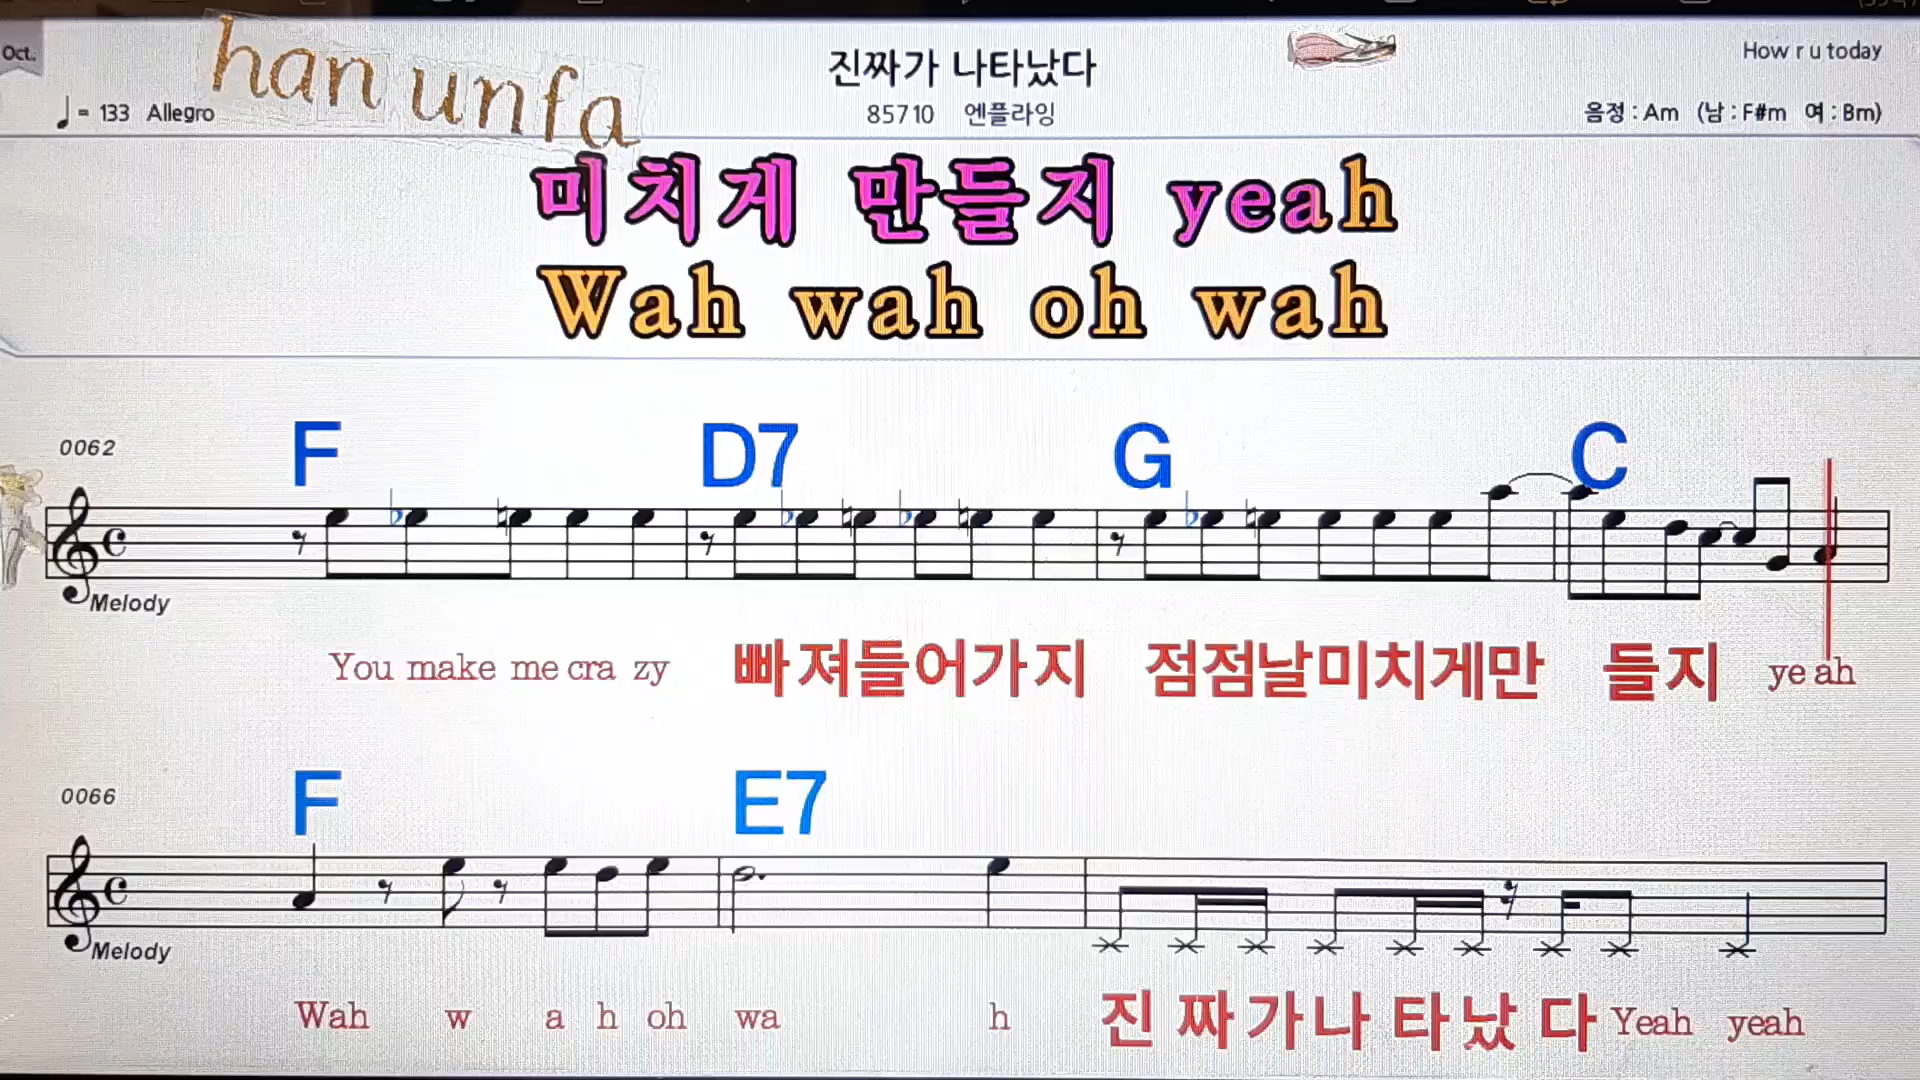 Oct.
han unfa
진짜가 나타났다
How r u today
♩= 133 Allegro
85710 엔플라잉
음정 : Am (남 : F#m 여 : Bm)
미치게 만들지 yeah
Wah wah oh wah
0062
F D7 G C
Melody
You make me cra zy 빠져들어가지 점점날미치게만 들지 ye ah
0066
F E7
Melody
Wah w a h oh wa h 진 짜가나 타났 다 Yeah yeah